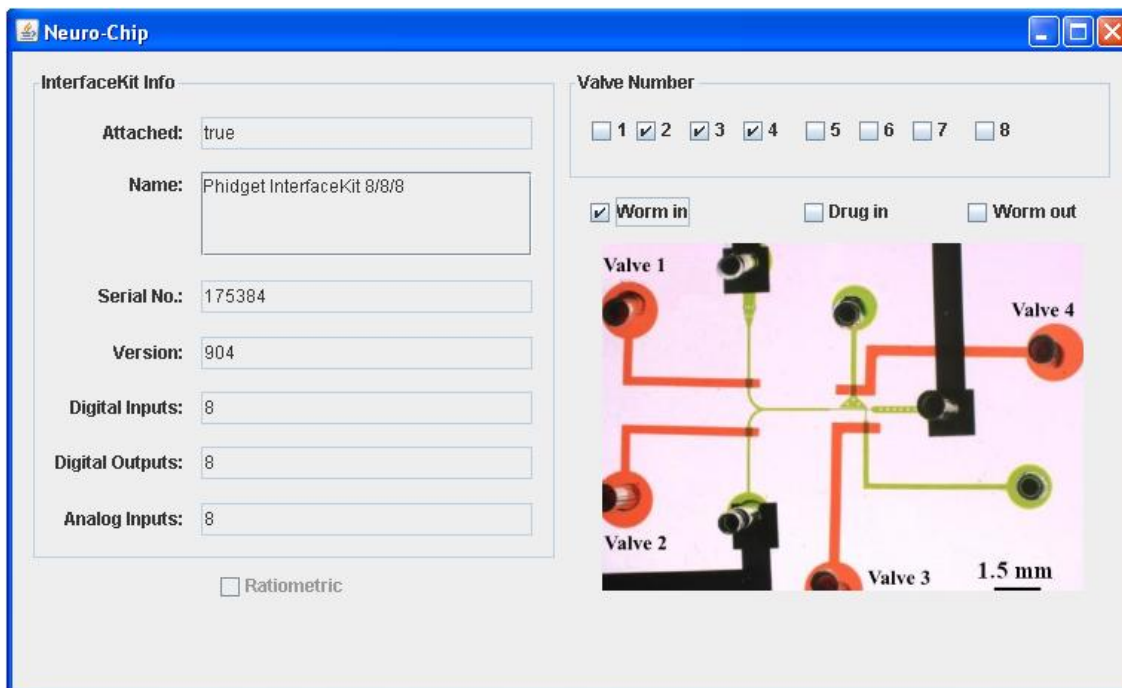 Neuro-Chip
InterfaceKit Info
Attached: true
Name: Phidget InterfaceKit 8/8/8
Serial No.: 175384
Version: 904
Digital Inputs: 8
Digital Outputs: 8
Analog Inputs: 8
Ratiometric
Valve Number
1 2 3 4 5 6 7 8
Worm in Drug in Worm out
Valve 1
Valve 4
Valve 2
Valve 3
1.5 mm